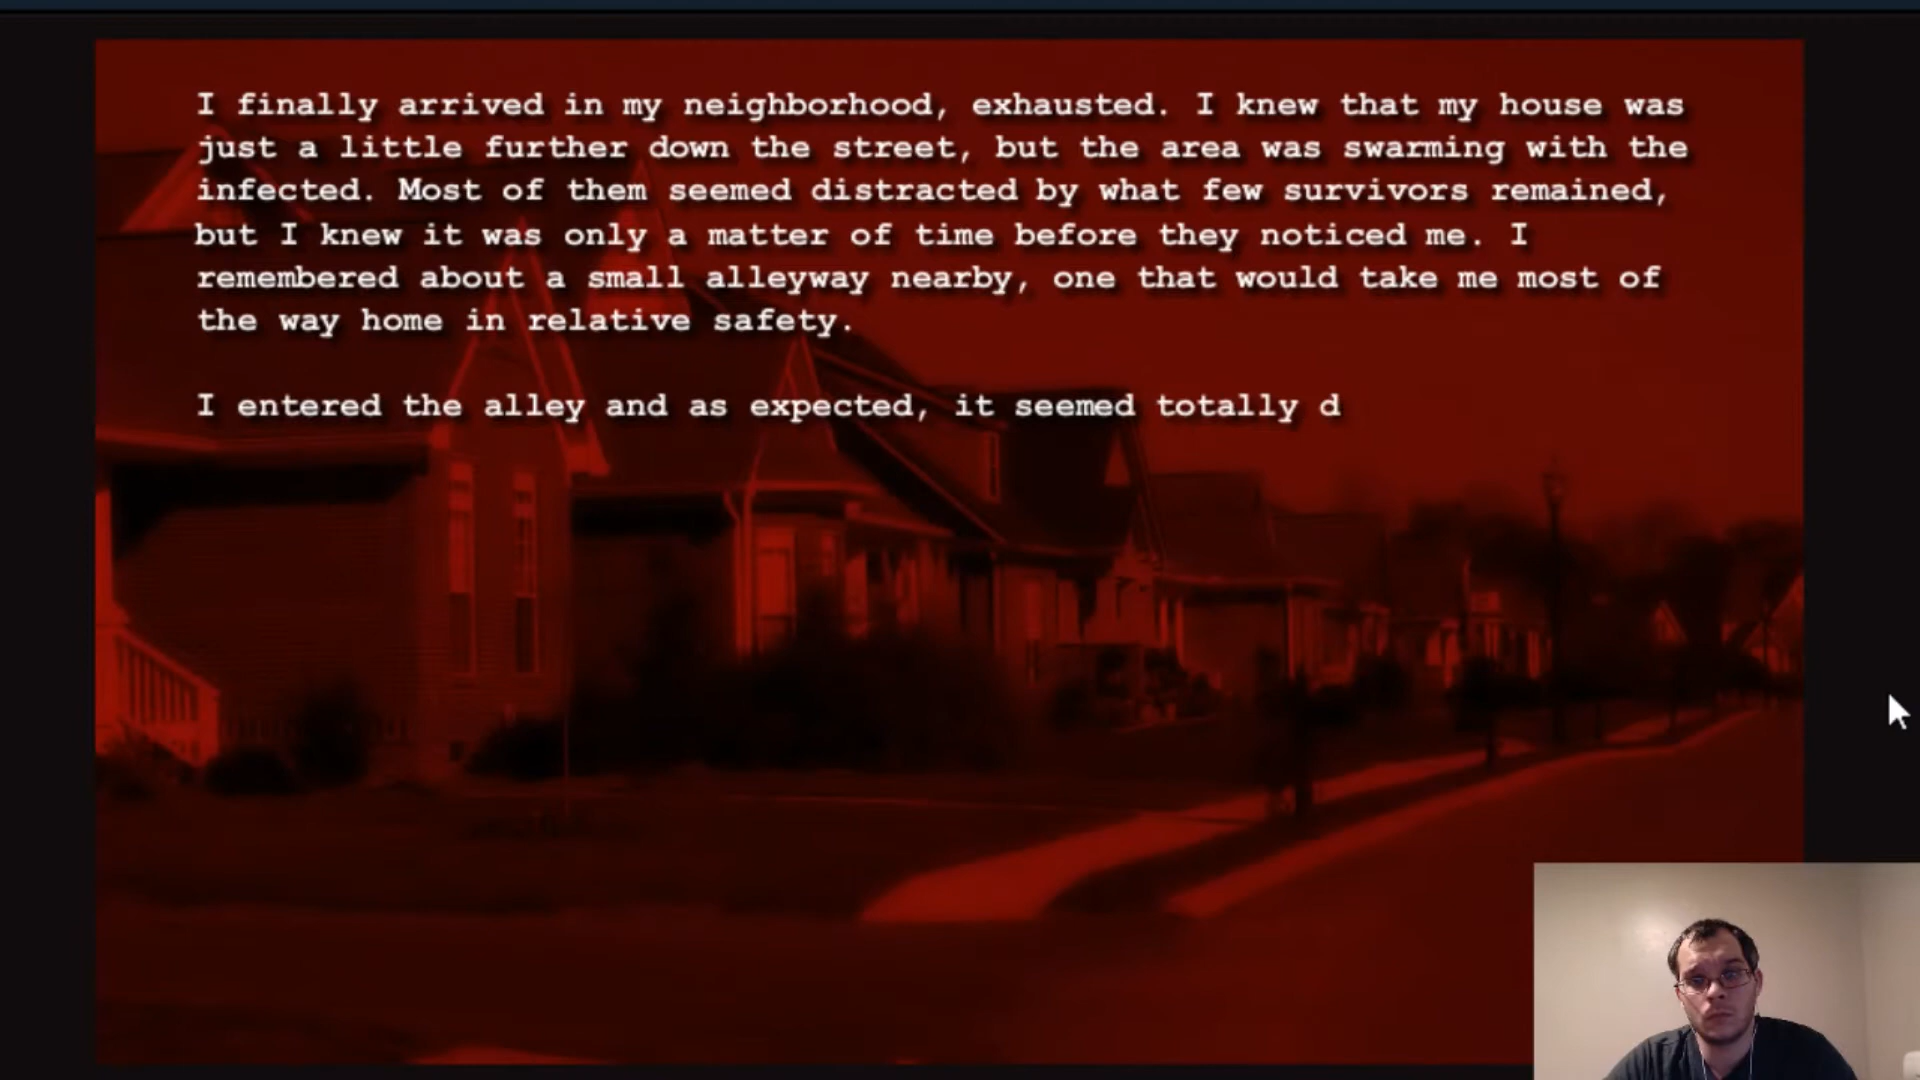 I finally arrived in my neighborhood, exhausted. I knew that my house was
just a little further down the street, but the area was swarming with the
infected. Most of them seemed distracted by what few survivors remained,
but I knew it was only a matter of time before they noticed me. I
remembered about a small alleyway nearby, one that would take me most of
the way home in relative safety.
I entered the alley and as expected, it seemed totally d